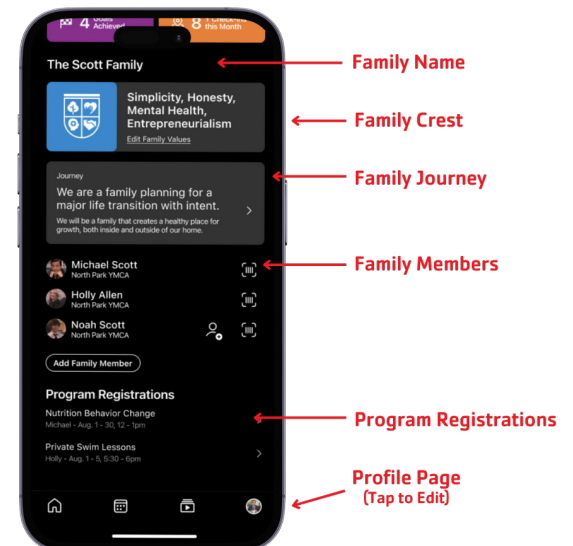 4 Goals Achieved
8 Check-ins this Month
The Scott Family
Family Name
Simplicity, Honesty,
Mental Health,
Entrepreneurialism
Edit Family Values
Family Crest
Journey
We are a family planning for a
major life transition with intent.
We will be a family that creates a healthy place for
growth, both inside and outside of our home.
Family Journey
Michael Scott
North Park YMCA
Family Members
Holly Allen
North Park YMCA
Noah Scott
North Park YMCA
Add Family Member
Program Registrations
Nutrition Behavior Change
Michael - Aug. 1 - 30, 12 - 1pm
Program Registrations
Private Swim Lessons
Holly - Aug. 1 - 5, 5:30 - 6pm
Profile Page
(Tap to Edit)